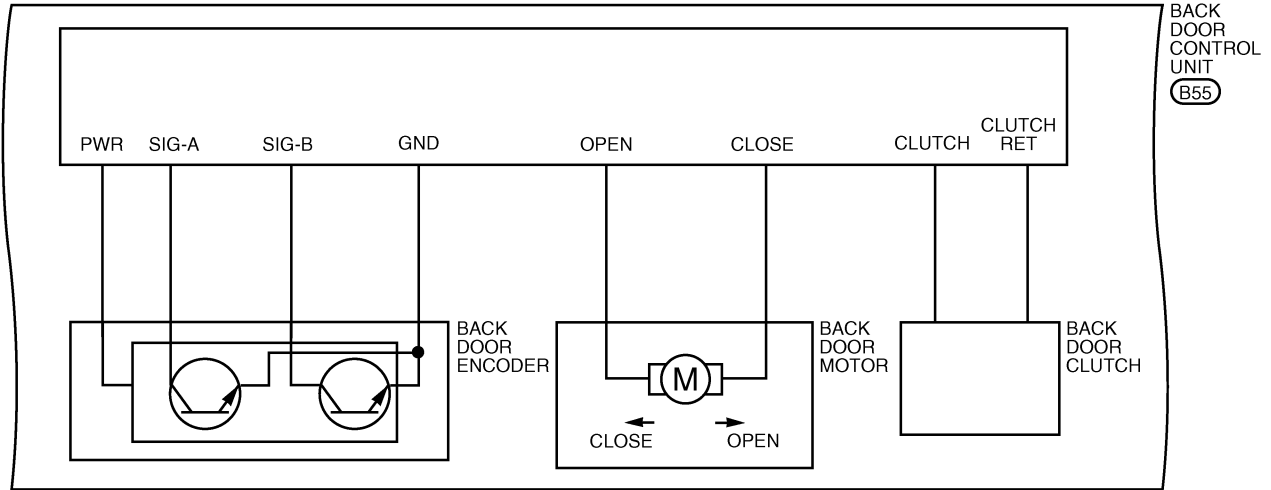 BACK
DOOR
CONTROL
UNIT
B55
PWR SIG-A SIG-B GND OPEN CLOSE CLUTCH
CLUTCH
RET
BACK
DOOR
ENCODER
M
CLOSE OPEN
BACK
DOOR
MOTOR
BACK
DOOR
CLUTCH